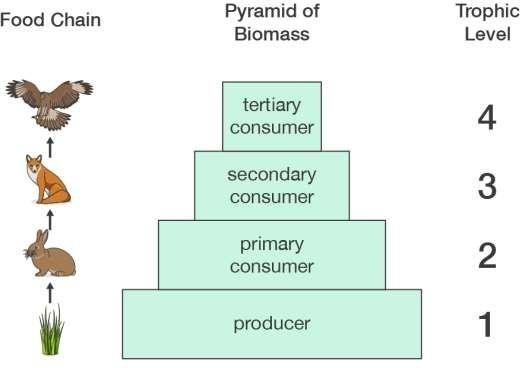 Food Chain
Pyramid of
Biomass
Trophic
Level
tertiary
consumer
4
secondary
consumer
3
primary
consumer
2
producer
1